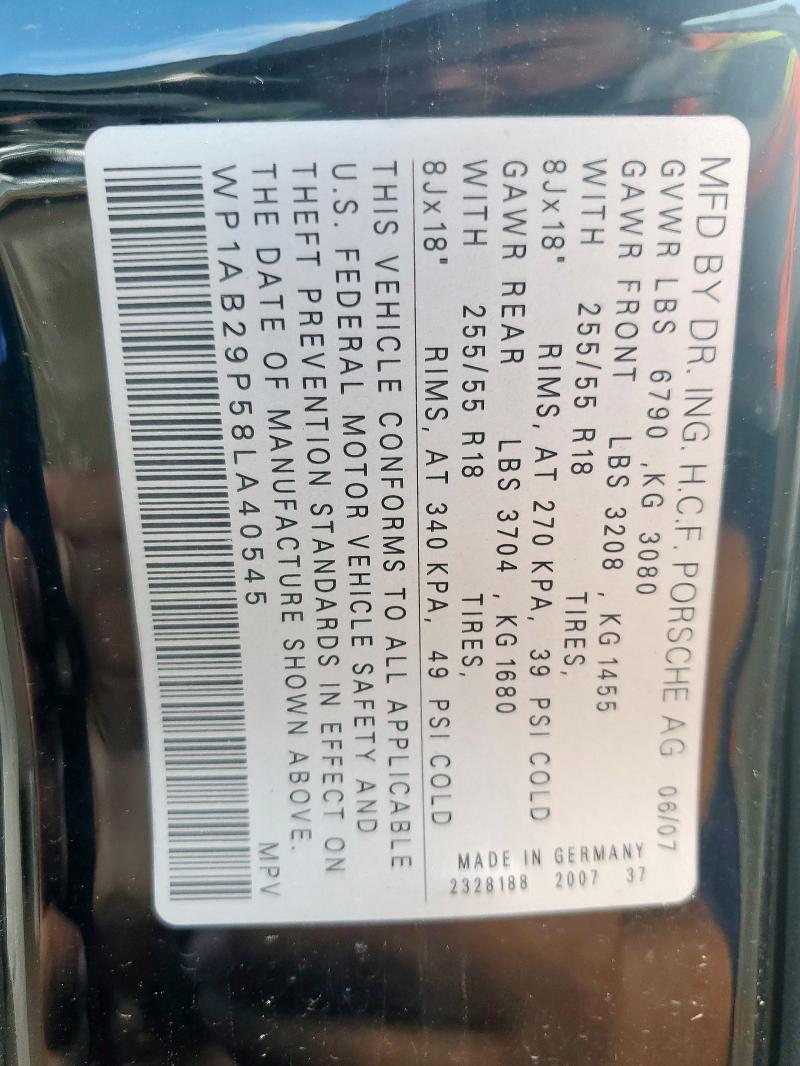 MFD BY DR. ING. H.C.F. PORSCHE AG 06/07
GVWR LBS 6790 ,KG 3080
GAWR FRONT LBS 3208 , KG 1455
WITH 255/55 R18 TIRES,
8Jx18" RIMS, AT 270 KPA, 39 PSI COLD
GAWR REAR LBS 3704 , KG 1680
WITH 255/55 R18 TIRES,
8Jx18" RIMS, AT 340 KPA, 49 PSI COLD
MADE IN GERMANY
2328188 2007 37
THIS VEHICLE CONFORMS TO ALL APPLICABLE
U.S. FEDERAL MOTOR VEHICLE SAFETY AND
THEFT PREVENTION STANDARDS IN EFFECT ON
THE DATE OF MANUFACTURE SHOWN ABOVE.
WP1AB29P58LA40545 MPV